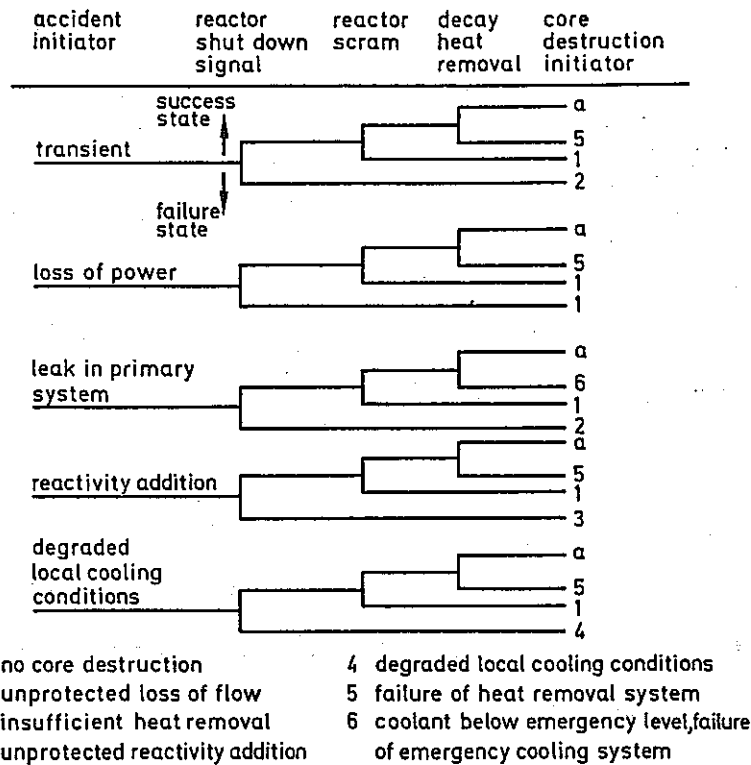 accident reactor reactor decay core
initiator shut down scram heat destruction
signal removal initiator
success
state
a
5
transient
1
2
failure
state
a
5
loss of power
1
1
a
leak in primary
6
system
1
2
a
5
reactivity addition
1
3
degraded
a
local cooling
5
conditions
1
4
no core destruction 4 degraded local cooling conditions
unprotected loss of flow 5 failure of heat removal system
insufficient heat removal 6 coolant below emergency level,failure
unprotected reactivity addition of emergency cooling system